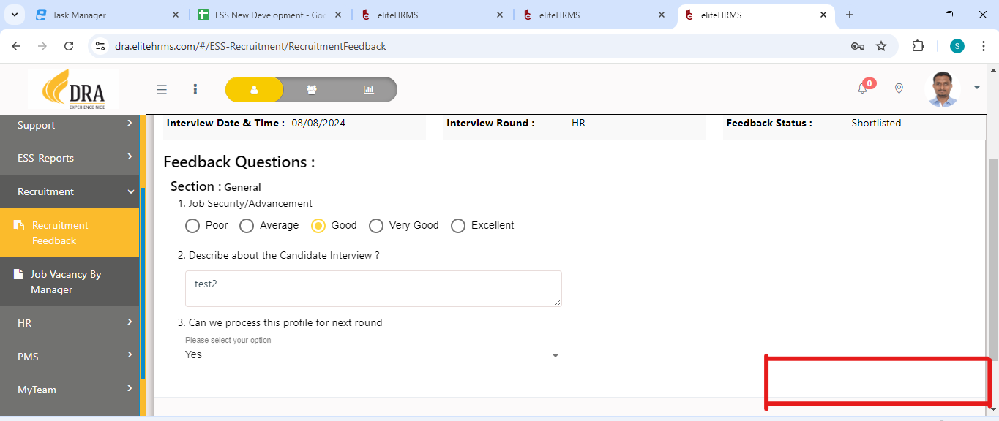 Task Manager
ESS New Development - Goo
eliteHRMS
eliteHRMS
eliteHRMS
dra.elitehrms.com/#/ESS-Recruitment/RecruitmentFeedback
S
DRA
EXPERIENCE NICE
0
Support
ESS-Reports
Recruitment
Recruitment
Feedback
Job Vacancy By
Manager
HR
PMS
MyTeam
Interview Date & Time : 08/08/2024
Interview Round : HR
Feedback Status : Shortlisted
Feedback Questions :
Section : General
1. Job Security/Advancement
Poor Average Good Very Good Excellent
2. Describe about the Candidate Interview ?
test2
3. Can we process this profile for next round
Please select your option
Yes